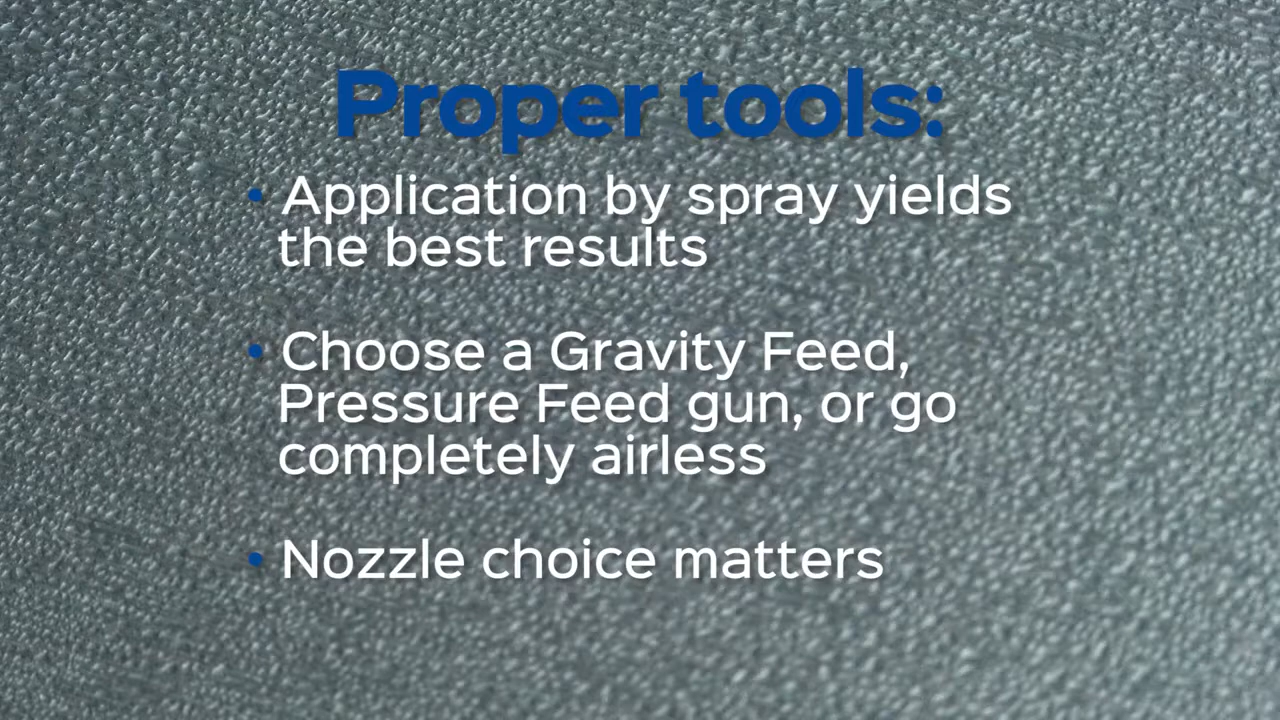 Proper tools:
• Application by spray yields
the best results
• Choose a Gravity Feed,
Pressure Feed gun, or go
completely airless
• Nozzle choice matters